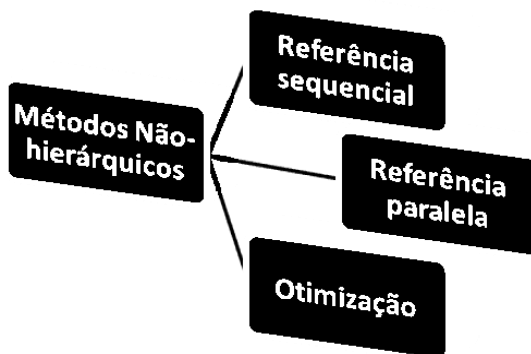 Métodos Não-
hierárquicos
Referência
sequencial
Referência
paralela
Otimização